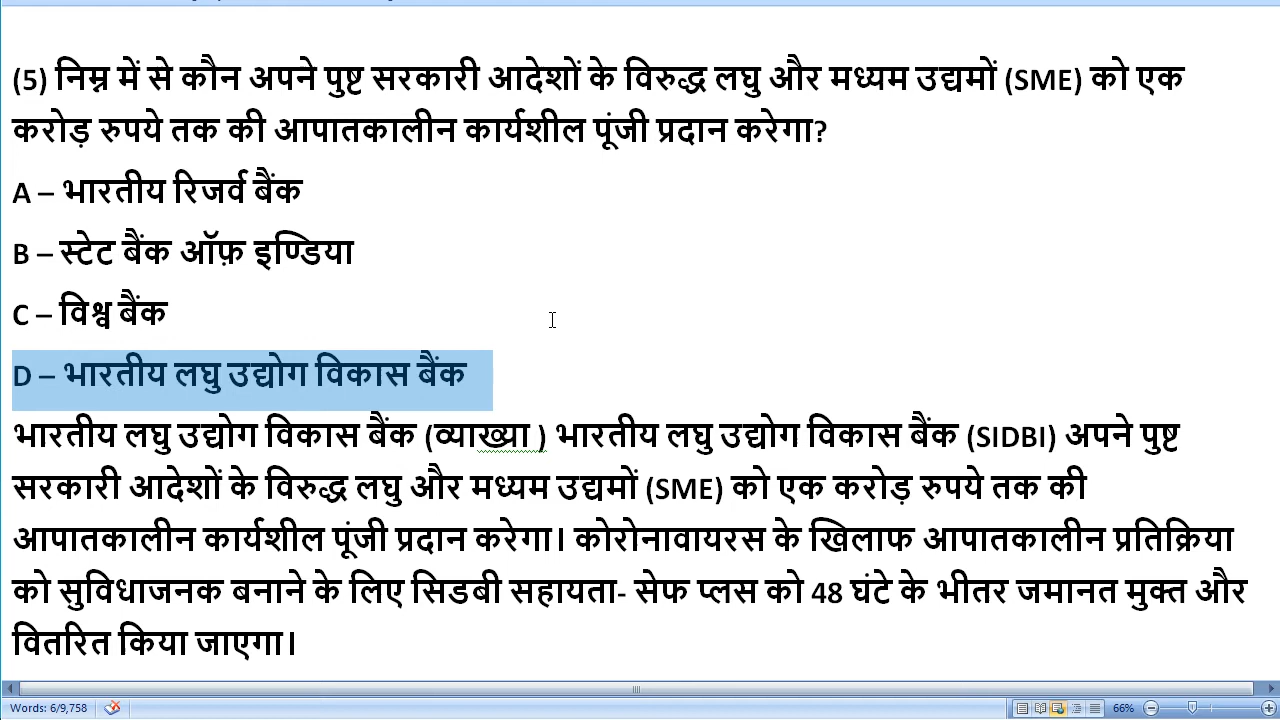 (5) निम्न में से कौन अपने पुष्ट सरकारी आदेशों के विरुद्ध लघु और मध्यम उद्यमों (SME) को एक
करोड़ रुपये तक की आपातकालीन कार्यशील पूंजी प्रदान करेगा?
A – भारतीय रिजर्व बैंक
B – स्टेट बैंक ऑफ़ इण्डिया
C – विश्व बैंक
D – भारतीय लघु उद्योग विकास बैंक
भारतीय लघु उद्योग विकास बैंक (व्याख्या ) भारतीय लघु उद्योग विकास बैंक (SIDBI) अपने पुष्ट
सरकारी आदेशों के विरुद्ध लघु और मध्यम उद्यमों (SME) को एक करोड़ रुपये तक की
आपातकालीन कार्यशील पूंजी प्रदान करेगा। कोरोनावायरस के खिलाफ आपातकालीन प्रतिक्रिया
को सुविधाजनक बनाने के लिए सिडबी सहायता- सेफ प्लस को 48 घंटे के भीतर जमानत मुक्त और
वितरित किया जाएगा।
Words: 6/9,758 66%